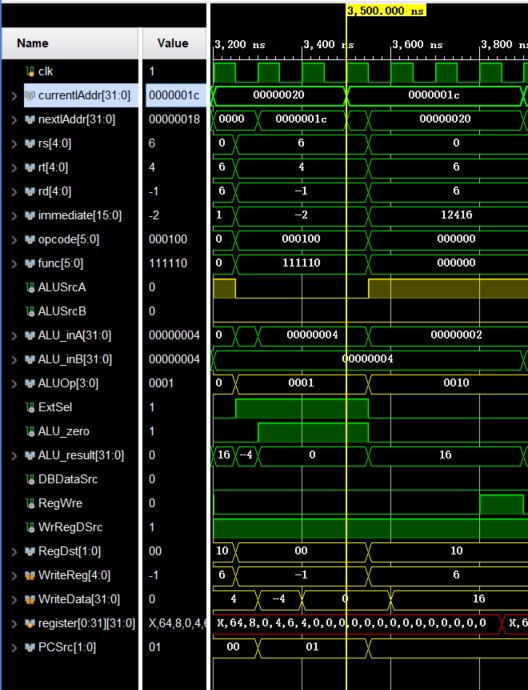 3,500.000 ns
Name Value 3,200 ns 3,400 ns 3,600 ns 3,800 ns
clk 1
currentIAddr[31:0] 0000001c 00000020 0000001c
nextIAddr[31:0] 00000018 0000 0000001c 00000020
rs[4:0] 6 0 6 0
rt[4:0] 4 6 4 6
rd[4:0] -1 6 -1 6
immediate[15:0] -2 1 -2 12416
opcode[5:0] 000100 0 000100 000000
func[5:0] 111110 0 111110 000000
ALUSrcA 0
ALUSrcB 0
ALU_inA[31:0] 00000004 0 00000004 00000002
ALU_inB[31:0] 00000004 00000004
ALUOp[3:0] 0001 0 0001 0010
ExtSel 1
ALU_zero 1
ALU_result[31:0] 0 16 -4 0 16
DBDataSrc 0
RegWre 0
WrRegDSrc 1
RegDst[1:0] 00 10 00 10
WriteReg[4:0] -1 6 -1 6
WriteData[31:0] 0 4 -4 0 16
register[0:31][31:0] X,64,8,0,4,6 X,64,8,0,4,6,4,0,0,0,0,0,0,0,0,0,0,0,0,0,0 X,6
PCSrc[1:0] 01 00 01